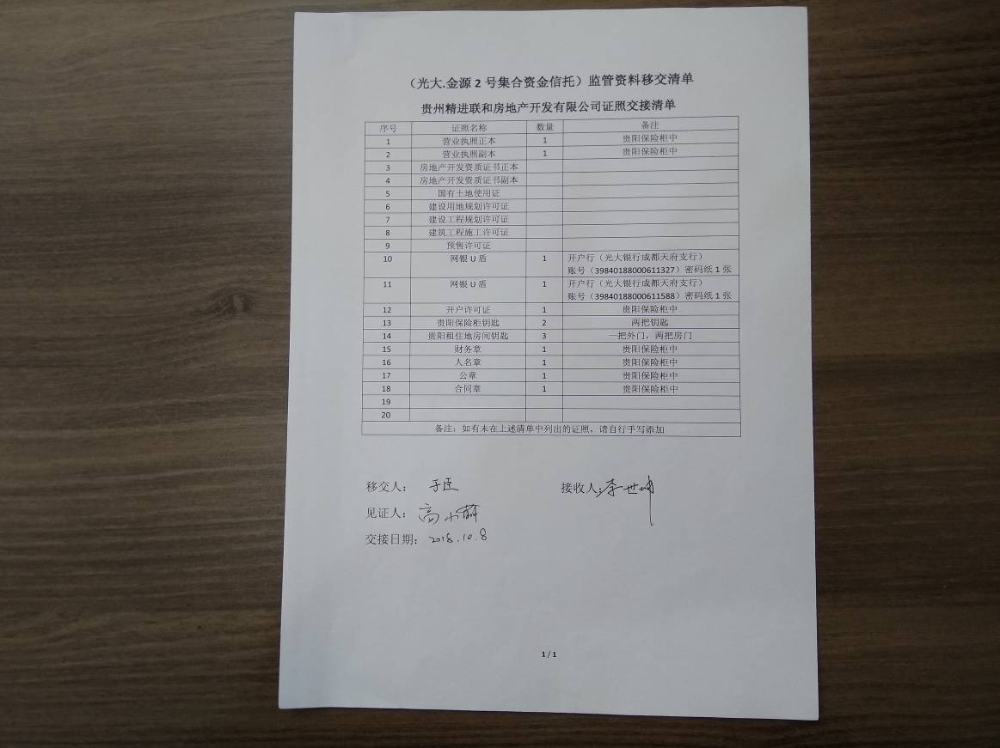 （光大.金源 2 号集合资金信托）监管资料移交清单
贵州精进联和房地产开发有限公司证照交接清单
序号 证照名称 数量 备注
1 营业执照正本 1 贵阳保险柜中
2 营业执照副本 1 贵阳保险柜中
3 房地产开发资质证书正本
4 房地产开发资质证书副本
5 国有土地使用证
6 建设用地规划许可证
7 建设工程规划许可证
8 建筑工程施工许可证
9 预售许可证
10 网银 U 盾 1 开户行（光大银行成都天府支行）
账号（39840188000611327）密码纸 1 张
11 网银 U 盾 1 开户行（光大银行成都天府支行）
账号（39840188000611588）密码纸 1 张
12 开户许可证 1 贵阳保险柜中
13 贵阳保险柜钥匙 2 两把钥匙
14 贵阳租住地房间钥匙 3 一把外门，两把房门
15 财务章 1 贵阳保险柜中
16 人名章 1 贵阳保险柜中
17 公章 1 贵阳保险柜中
18 合同章 1 贵阳保险柜中
19
20
备注：如有未在上述清单中列出的证照，请自行手写添加
移交人： 接收人：李世坤
见证人：高小
交接日期：2018.10.8
1 / 1